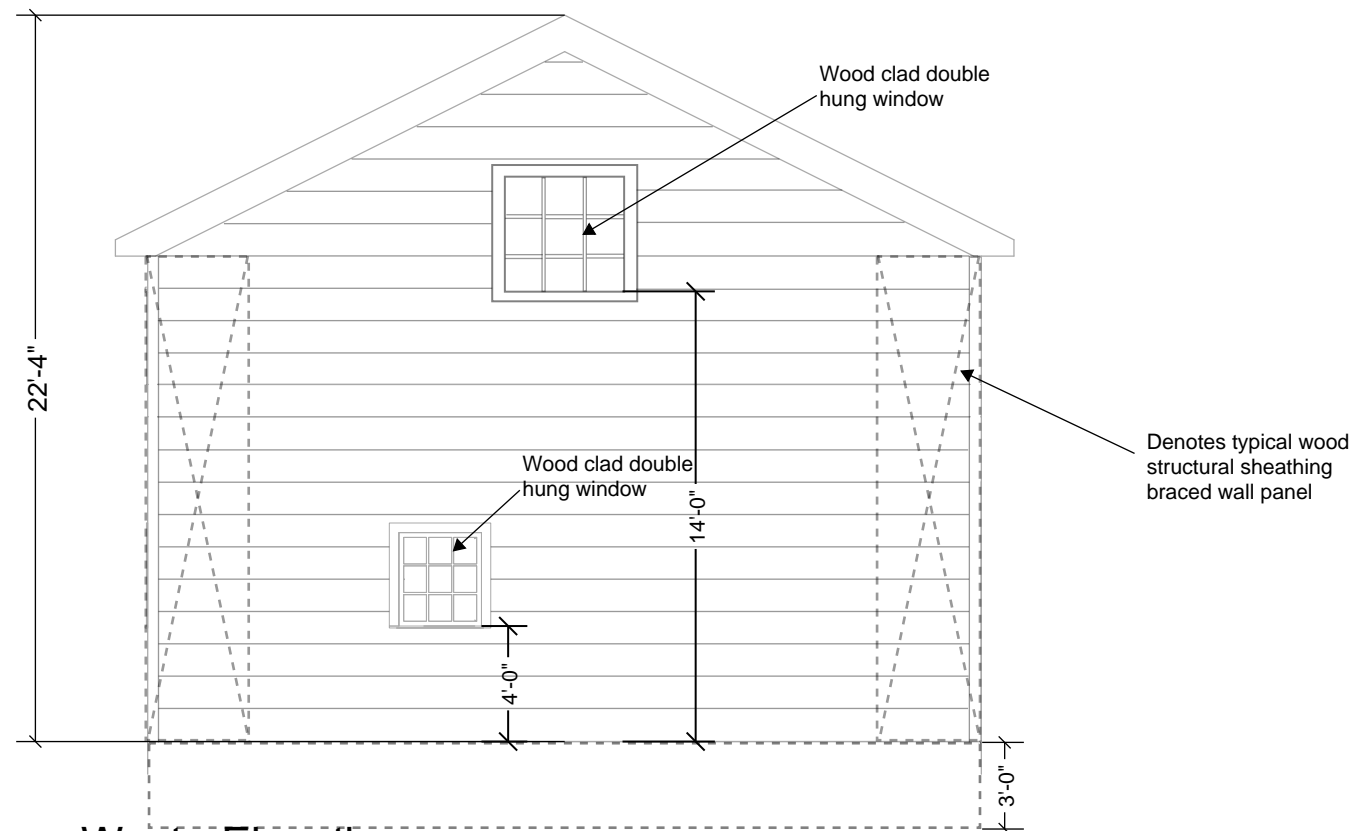 Wood clad double
hung window
22'-4"
Denotes typical wood
structural sheathing
braced wall panel
Wood clad double
hung window
14'-0"
4'-0"
3'-0"